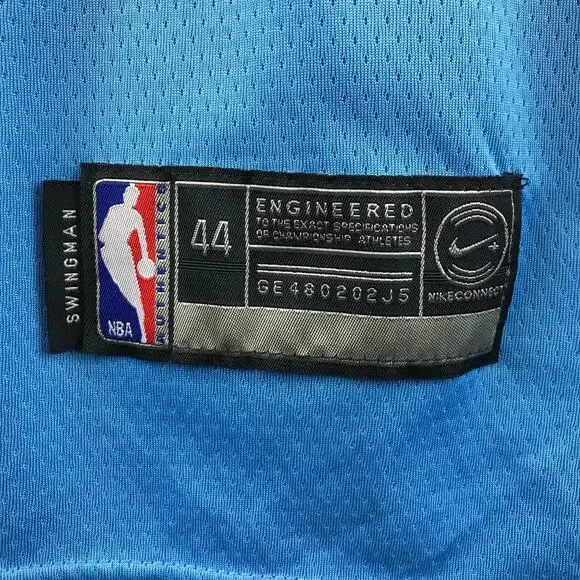 SWINGMAN
NBA
AUTHENTICS
44
ENGINEERED
TO THE EXACT SPECIFICATIONS
OF CHAMPIONSHIP ATHLETES
GE480202J5
NIKECONNECT